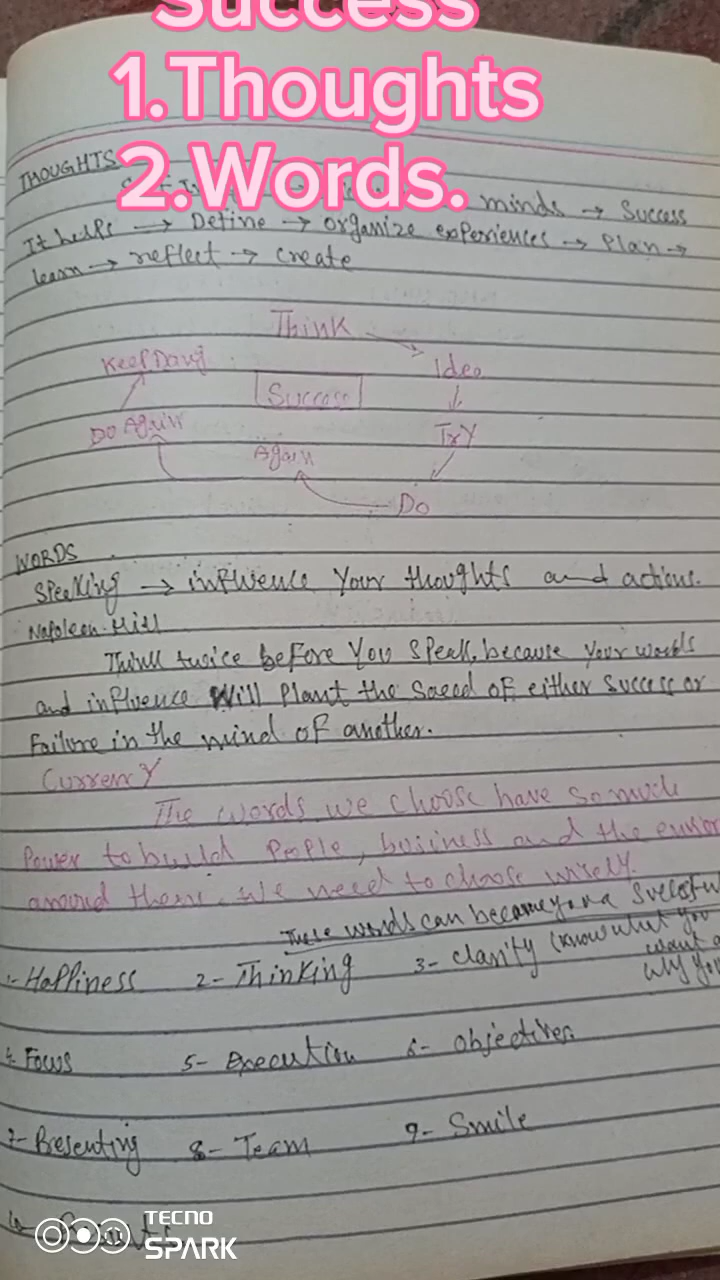 Success
1.Thoughts
2.Words.
THOUGHTS
minds → Success
It helps → Define → organize experiences → Plan →
learn → reflect → create
Think
Idea
Try
Do
Again
Do Again
Keep Doing
Success
WORDS
Speaking → influence Your thoughts and actions.
Napoleon Hill
Think twice before You Speak, because Your words
and influence Will Plant the Saeed of either Success or
Failure in the mind of another.
Currency
The words we choose have so much
Power to build People, business and the
around them. We need to choose wisely.
These words can became you a Successful
1- Happiness 2- Thinking 3- clarity (know what you
want
why you
4- Focus 5- Execution 6- objectives
7- Presenting 8- Team 9- Smile
10-
TECNO
SPARK